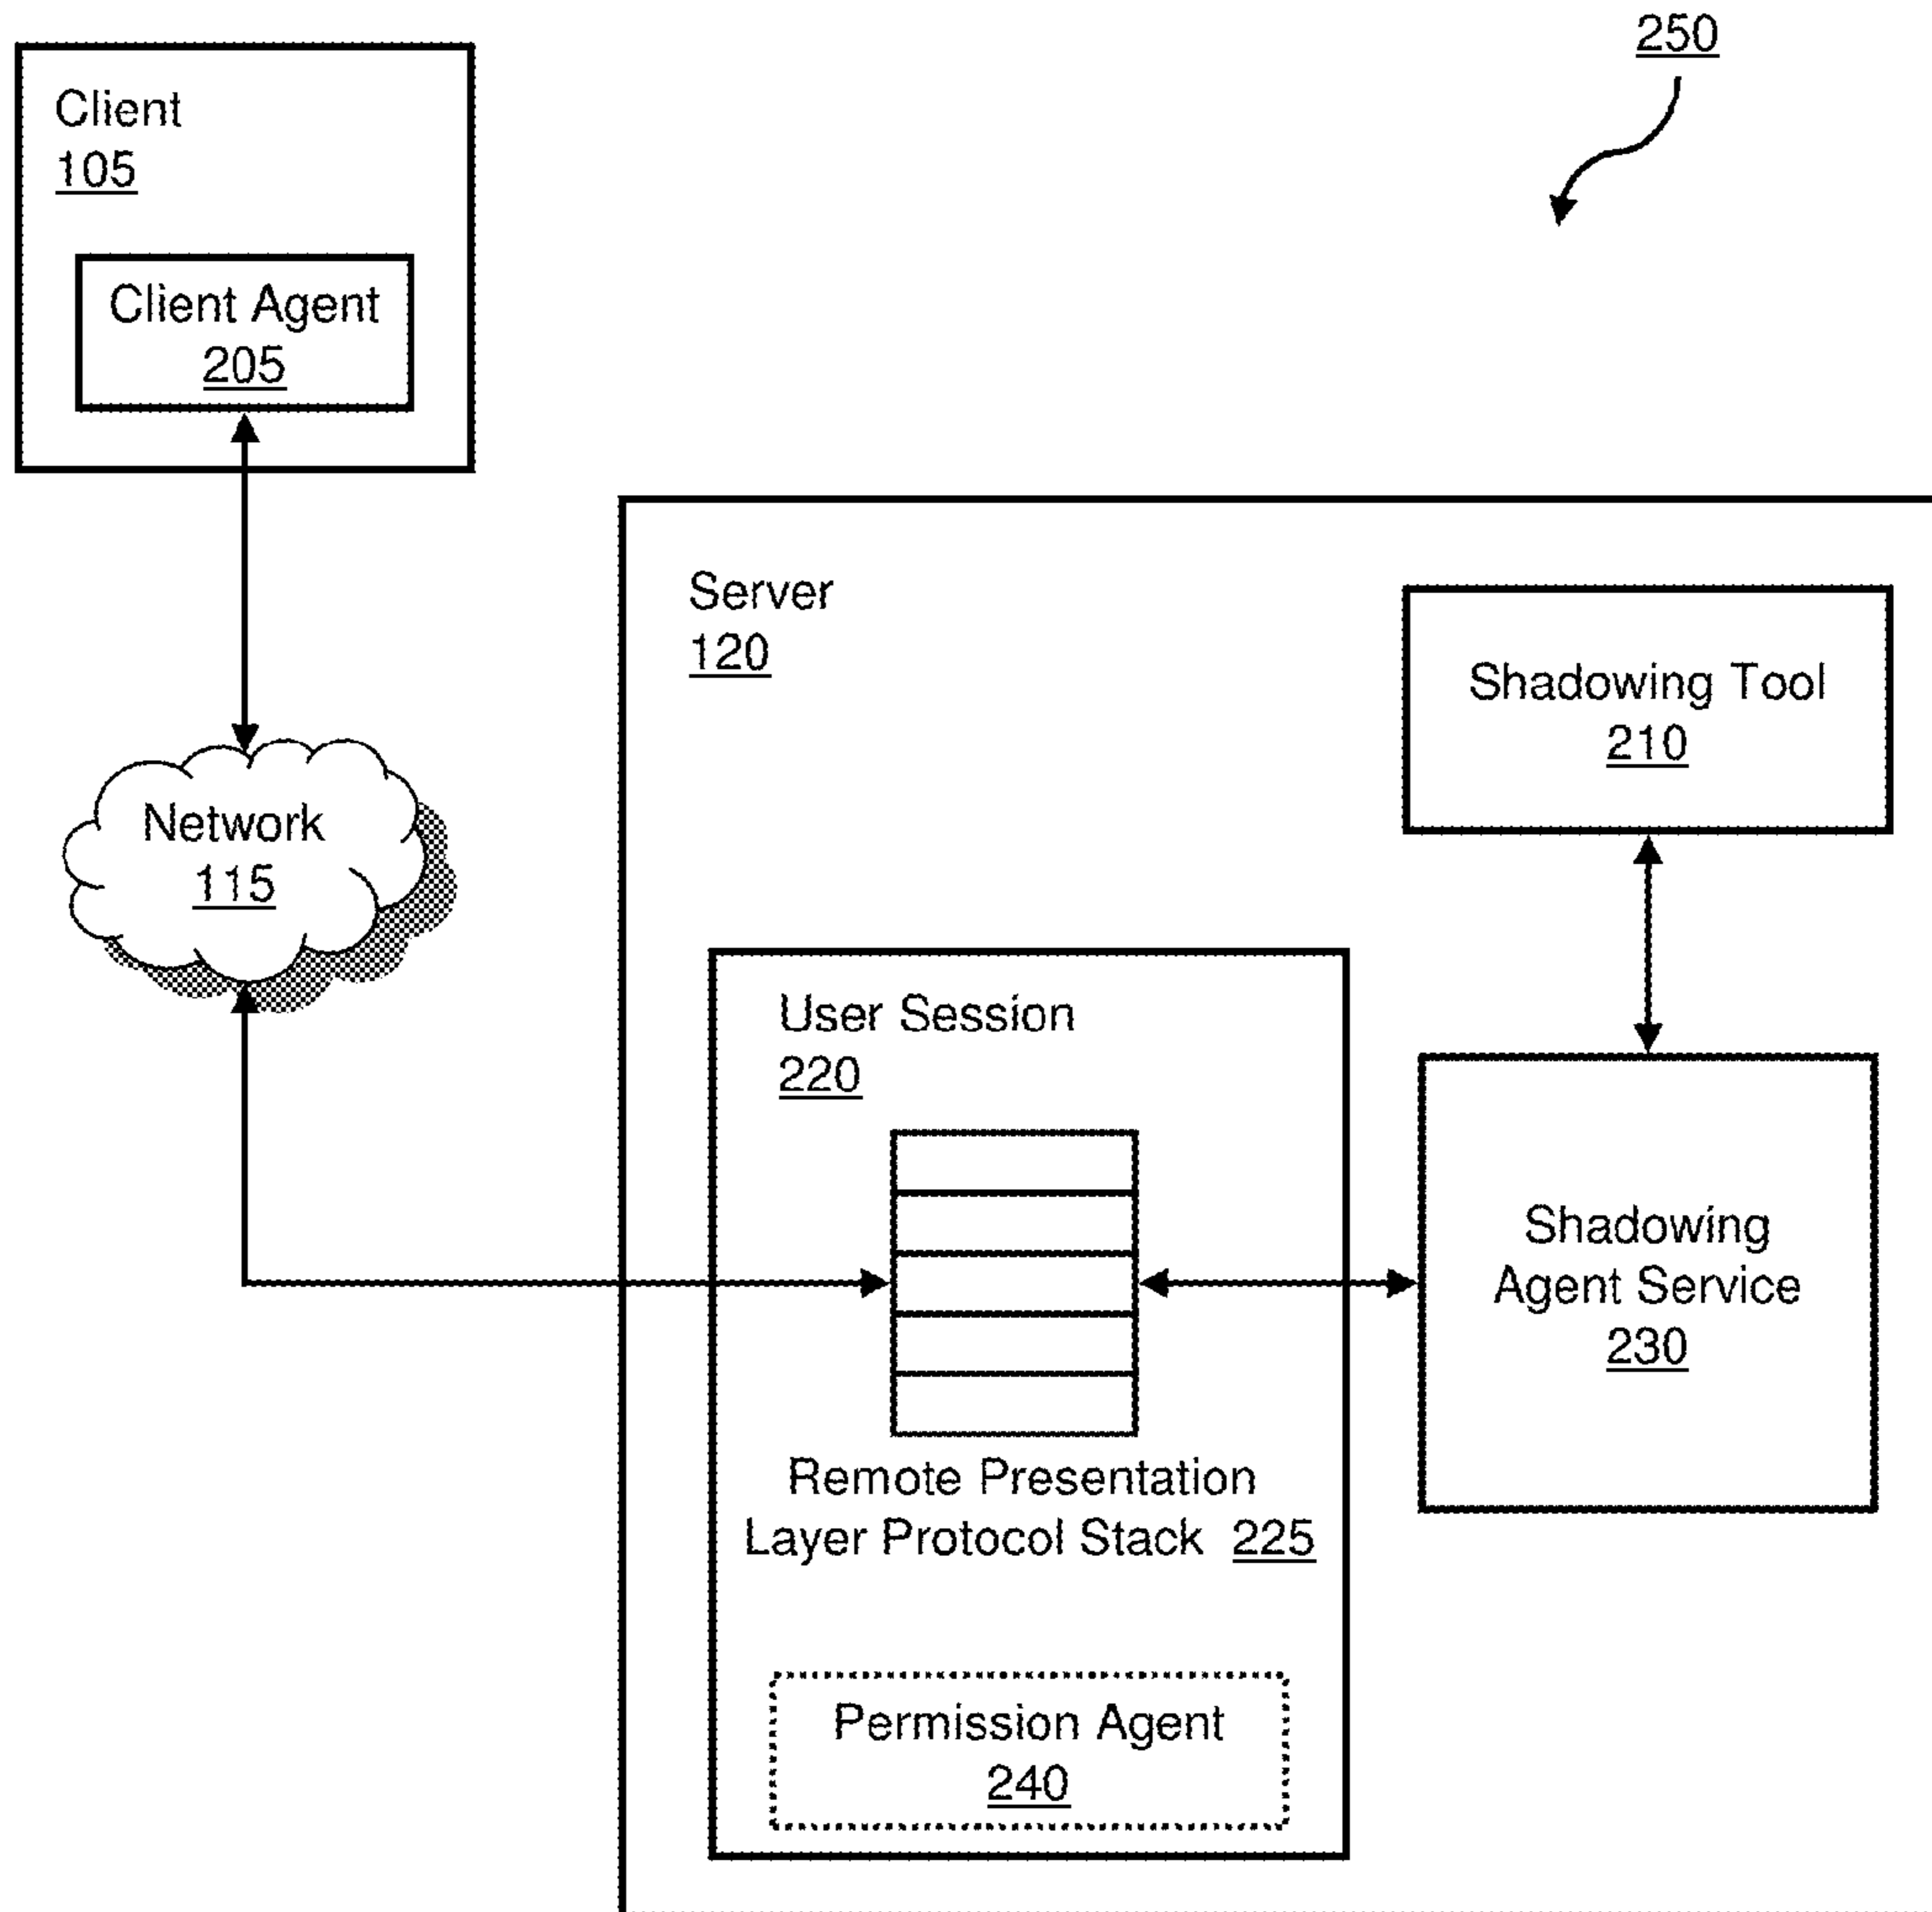 250
Client
105
Client Agent
205
Server
120
Shadowing Tool
210
Network
115
User Session
220
Shadowing
Agent Service
230
Remote Presentation
Layer Protocol Stack 225
Permission Agent
240